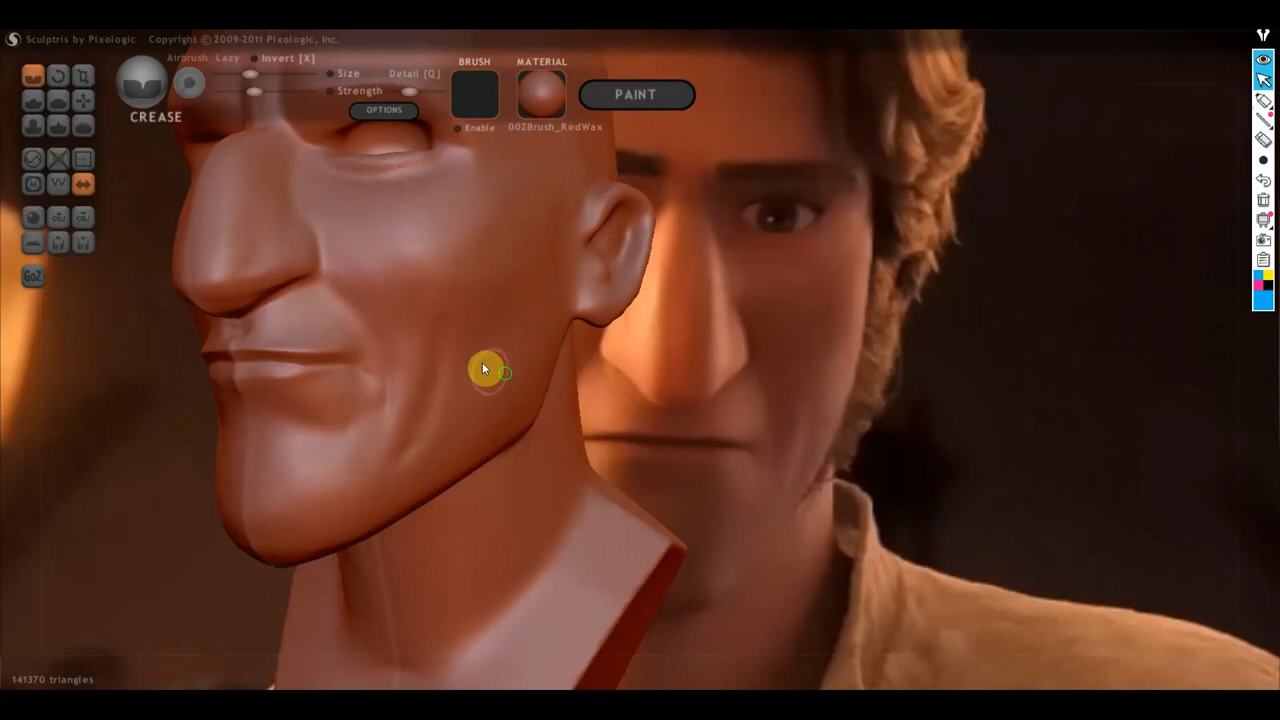 Sculptris by Pixologic Copyright © 2009-2011 Pixologic, Inc.
Airbrush Lazy Invert [X]
Size Detail [Q]
Strength
OPTIONS
CREASE
BRUSH
Enable
MATERIAL
00ZBrush_RedWax
PAINT
GoZ
141370 triangles